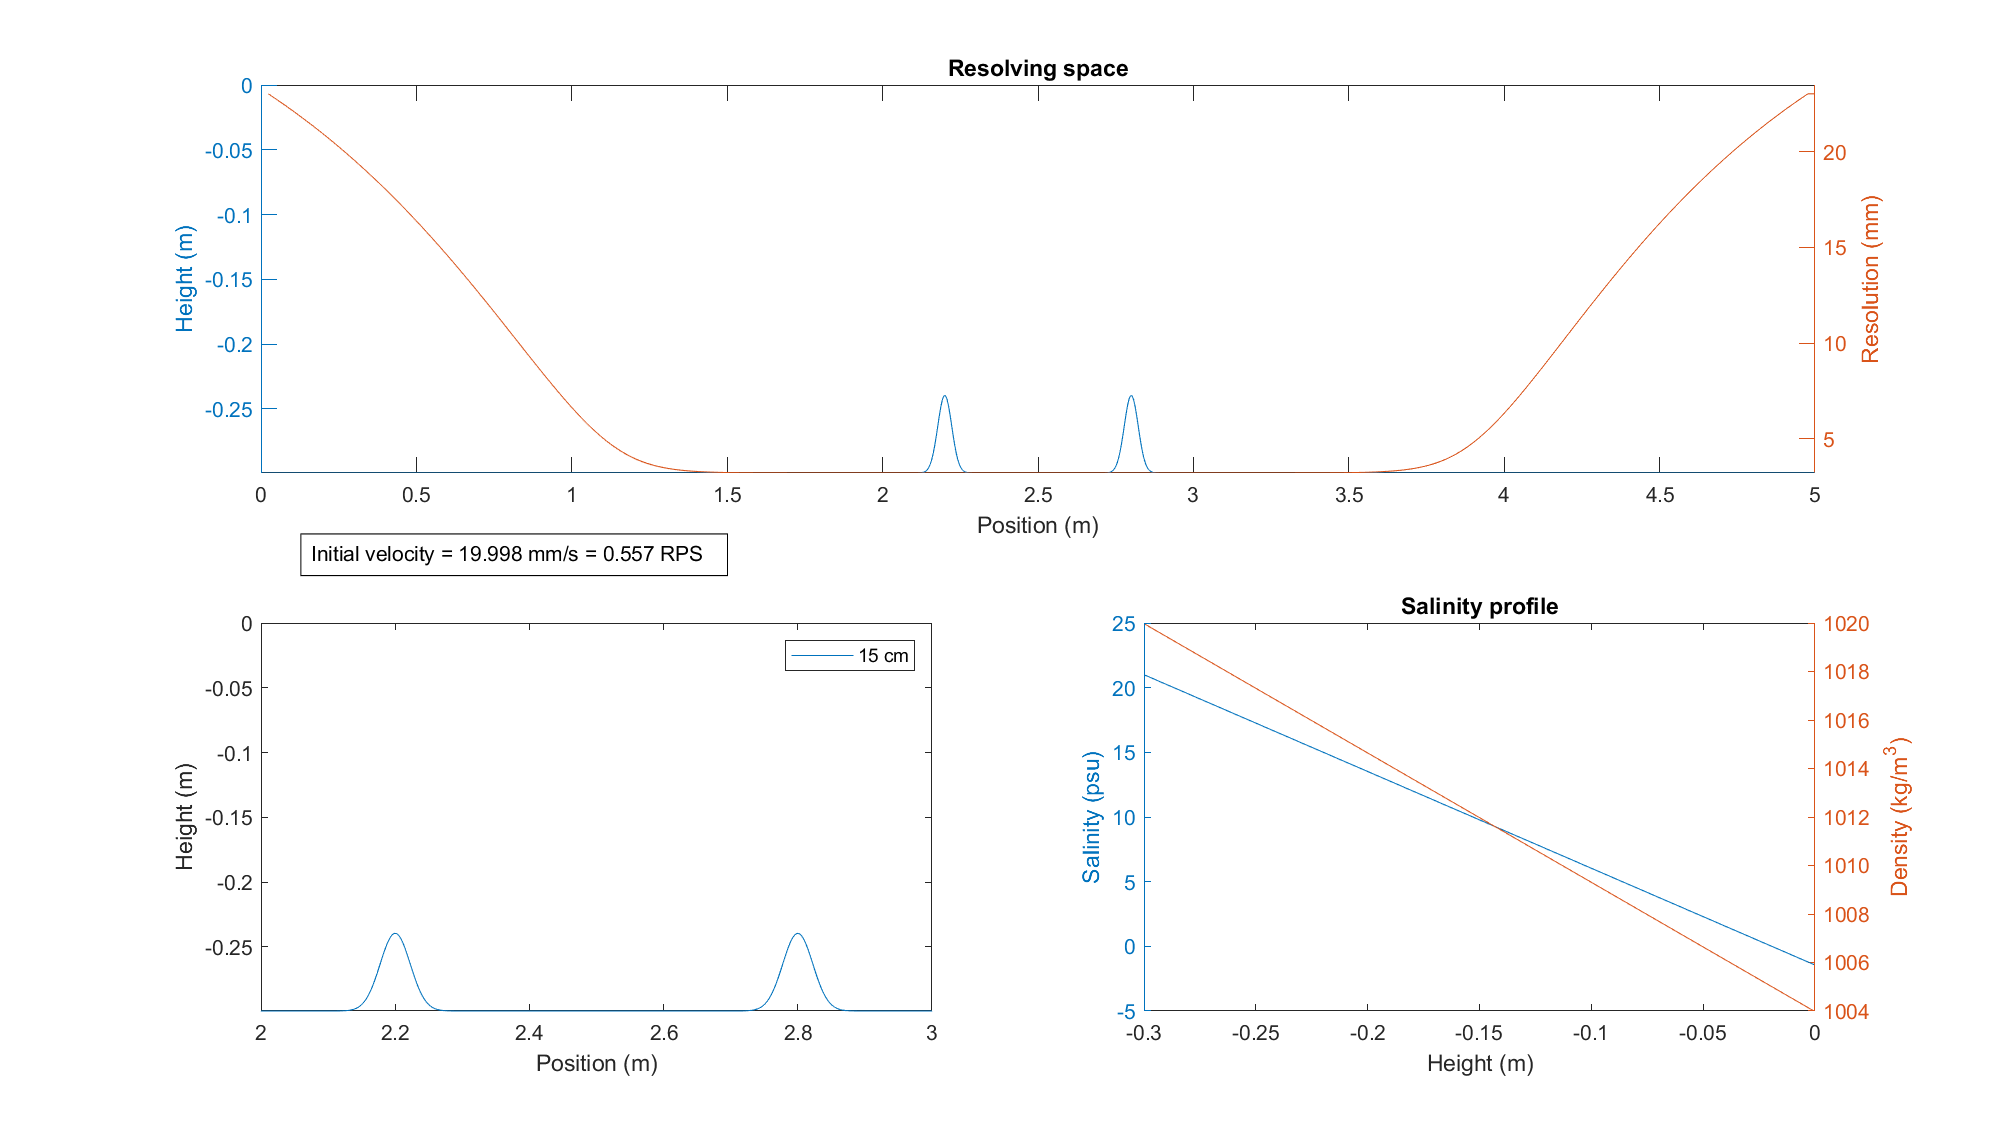 Resolving space
0
-0.05
-0.1
-0.15
-0.2
-0.25
Height (m)
20
15
10
5
Resolution (mm)
0 0.5 1 1.5 2 2.5 3 3.5 4 4.5 5
Position (m)
Initial velocity = 19.998 mm/s = 0.557 RPS
0
-0.05
-0.1
-0.15
-0.2
-0.25
Height (m)
15 cm
2 2.2 2.4 2.6 2.8 3
Position (m)
Salinity profile
25
20
15
10
5
0
-5
Salinity (psu)
1020
1018
1016
1014
1012
1010
1008
1006
1004
Density (kg/m³)
-0.3 -0.25 -0.2 -0.15 -0.1 -0.05 0
Height (m)